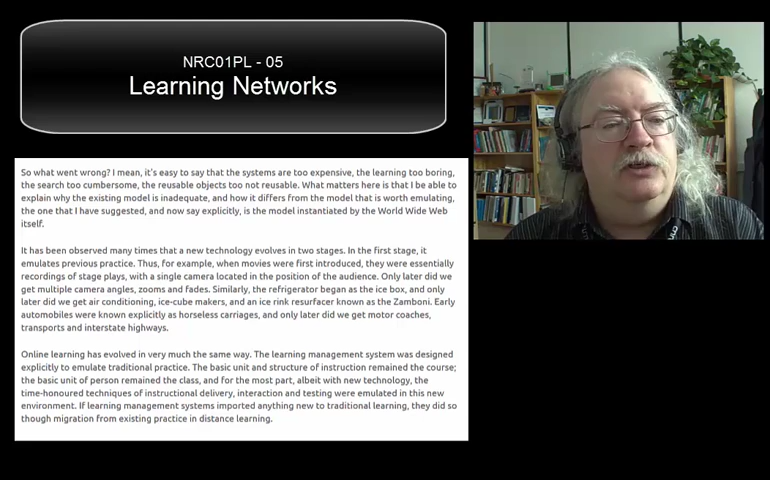 NRC01PL - 05
Learning Networks
So what went wrong? I mean, it's easy to say that the systems are too expensive, the learning too boring,
the search too cumbersome, the reusable objects too not reusable. What matters here is that I be able to
explain why the existing model is inadequate, and how it differs from the model that is worth emulating,
the one that I have suggested, and now say explicitly, is the model instantiated by the World Wide Web
itself.
It has been observed many times that a new technology evolves in two stages. In the first stage, it
emulates previous practice. Thus, for example, when movies were first introduced, they were essentially
recordings of stage plays, with a single camera located in the position of the audience. Only later did we
get multiple camera angles, zooms and fades. Similarly, the refrigerator began as the ice box, and only
later did we get air conditioning, ice-cube makers, and an ice rink resurfacer known as the Zamboni. Early
automobiles were known explicitly as horseless carriages, and only later did we get motor coaches,
transports and interstate highways.
Online learning has evolved in very much the same way. The learning management system was designed
explicitly to emulate traditional practice. The basic unit and structure of instruction remained the course;
the basic unit of person remained the class, and for the most part, albeit with new technology, the
time-honoured techniques of instructional delivery, interaction and testing were emulated in this new
environment. If learning management systems imported anything new to traditional learning, they did so
though migration from existing practice in distance learning.